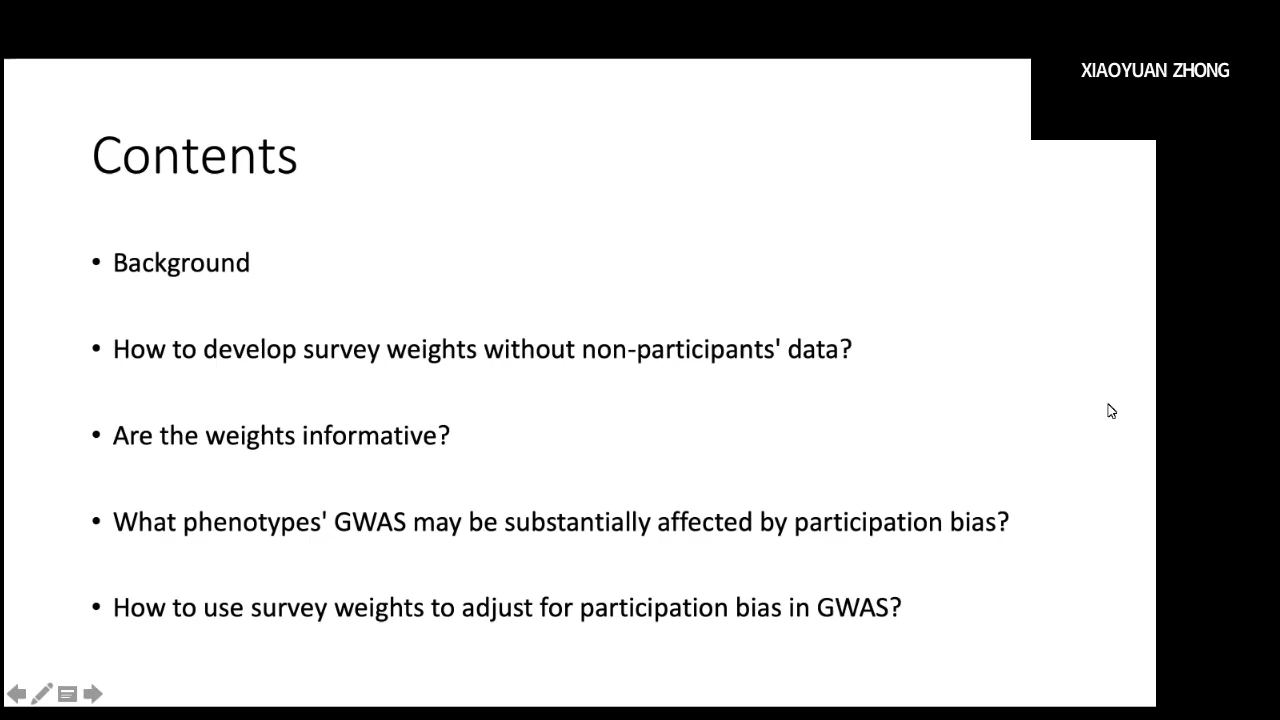 XIAOYUAN ZHONG
Contents
• Background
• How to develop survey weights without non-participants' data?
• Are the weights informative?
• What phenotypes' GWAS may be substantially affected by participation bias?
• How to use survey weights to adjust for participation bias in GWAS?